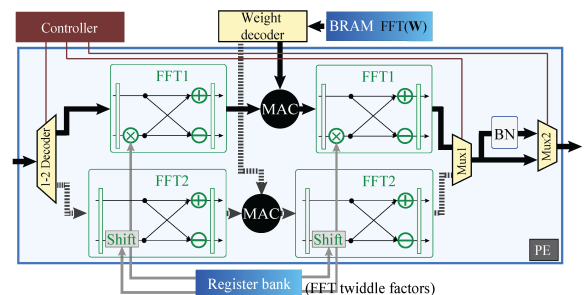 Controller
Weight
decoder
BRAM FFT(W)
FFT1
FFT1
MAC
1-2 Decoder
BN
Mux1
Mux2
FFT2
FFT2
MAC
Shift
Shift
PE
Register bank
(FFT twiddle factors)